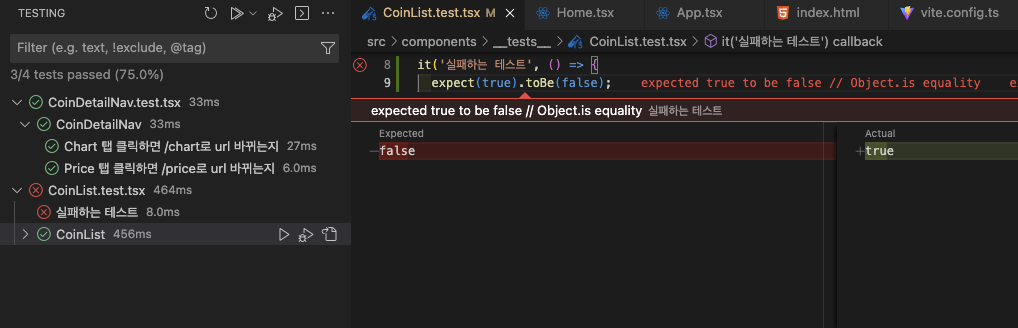 TESTING
Filter (e.g. text, !exclude, @tag)
3/4 tests passed (75.0%)
CoinDetailNav.test.tsx 33ms
CoinDetailNav 33ms
Chart 탭 클릭하면 /chart로 url 바뀌는지 27ms
Price 탭 클릭하면 /price로 url 바뀌는지 6.0ms
CoinList.test.tsx 464ms
실패하는 테스트 8.0ms
CoinList 456ms
CoinList.test.tsx M
Home.tsx
App.tsx
index.html
vite.config.ts
src > components > __tests__ > CoinList.test.tsx > it('실패하는 테스트') callback
8 it('실패하는 테스트', () => {
9 expect(true).toBe(false); expected true to be false // Object.is equality
expected true to be false // Object.is equality 실패하는 테스트
Expected
Actual
—false
+true